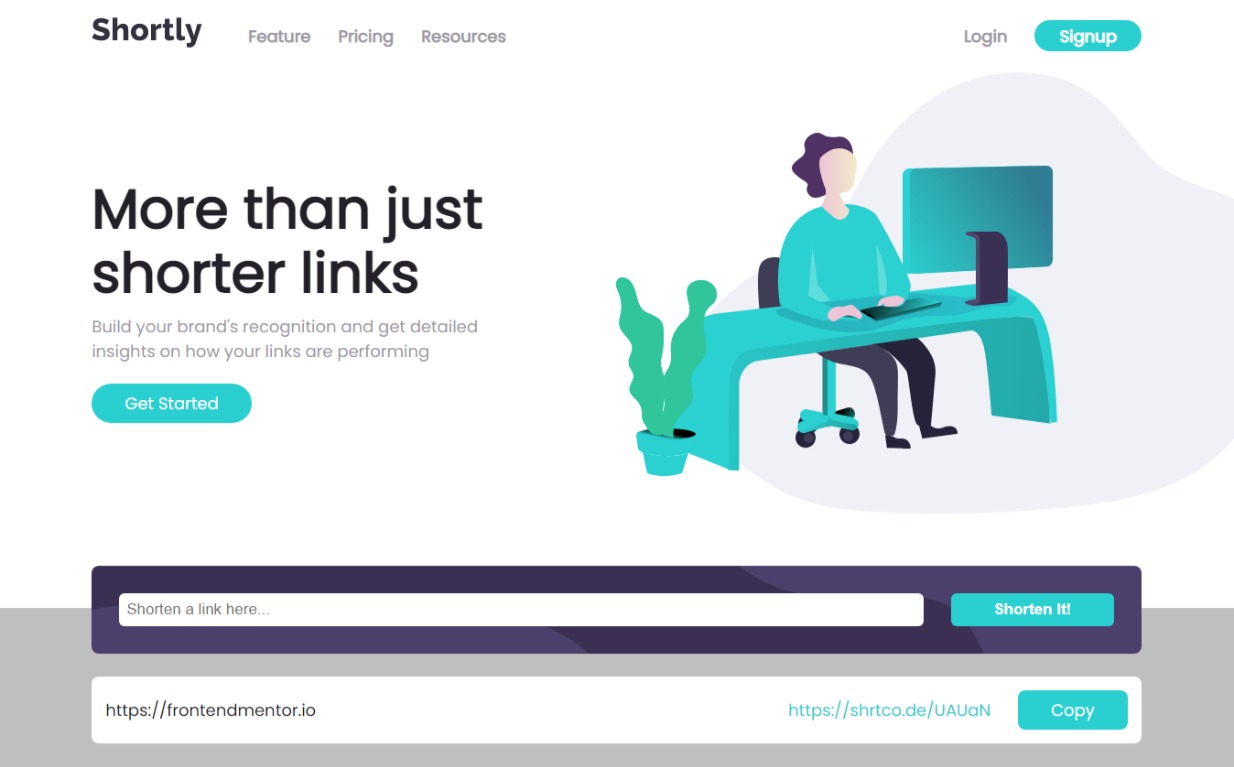 Shortly Feature Pricing Resources Login Signup
More than just
shorter links
Build your brand's recognition and get detailed
insights on how your links are performing
Get Started
Shorten a link here... Shorten It!
https://frontendmentor.io https://shrtco.de/UAUaN Copy